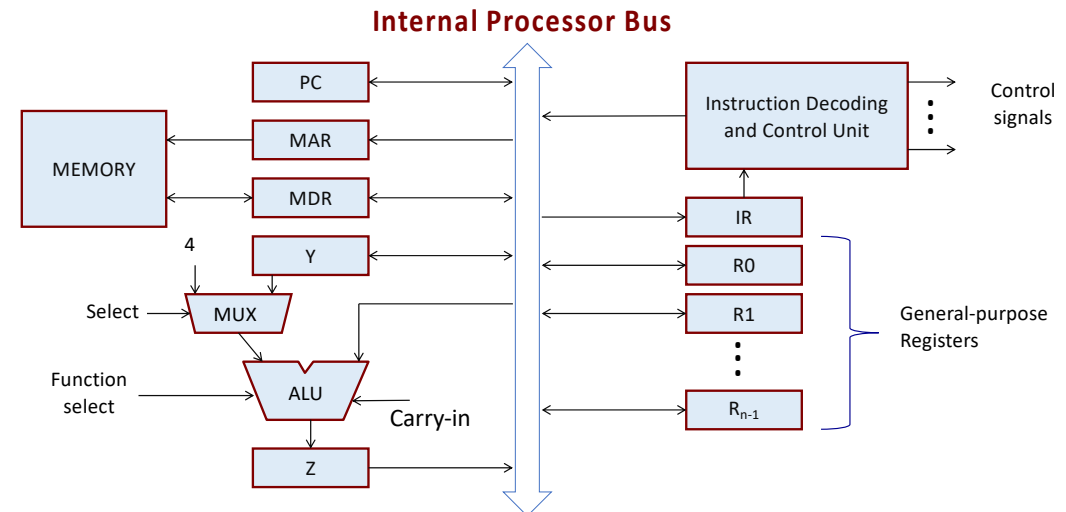 Internal Processor Bus
PC
MAR
MEMORY
MDR
4
Y
Select
MUX
Function
select
ALU
Carry-in
Z
Instruction Decoding
and Control Unit
Control
signals
IR
R0
R1
General-purpose
Registers
Rn-1